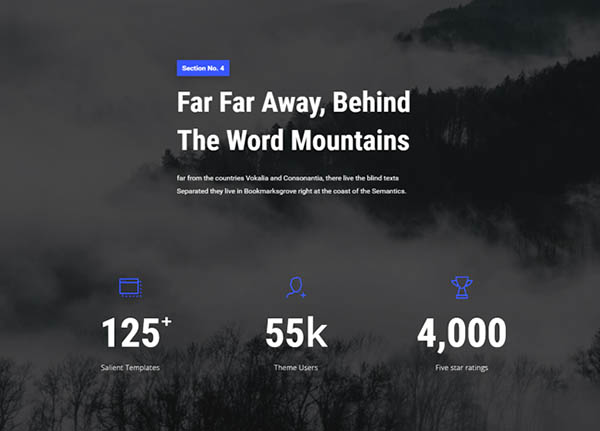 Section No. 4
Far Far Away, Behind
The Word Mountains
far from the countries Vokalia and Consonantia, there live the blind texts
Separated they live in Bookmarksgrove right at the coast of the Semantics.
125+
55k
4,000
Salient Templates
Theme Users
Five star ratings